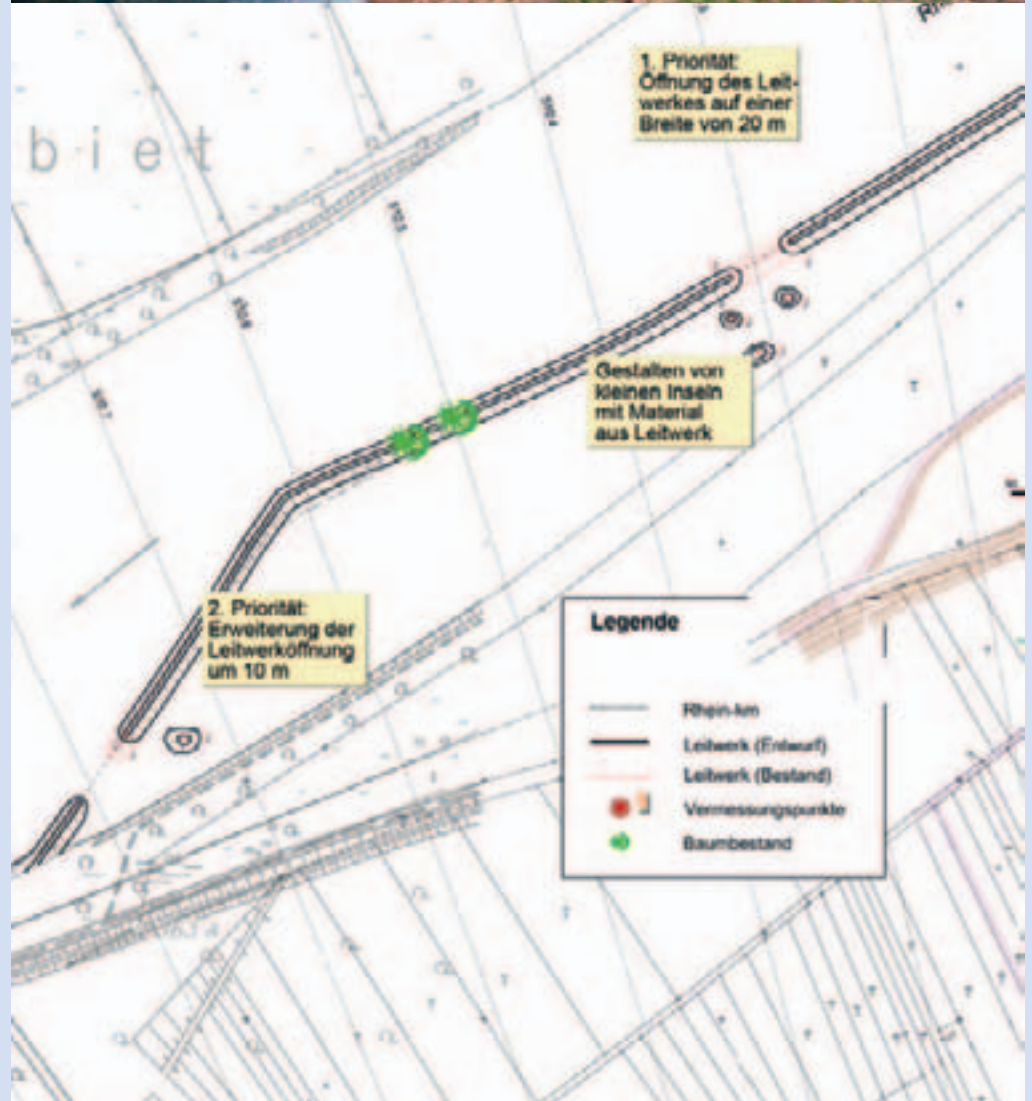 1. Priorität:
Öffnung des Leit-
werkes auf einer
Breite von 20 m
b i e t
Gestalten von
kleinen Inseln
mit Material
aus Leitwerk
2. Priorität:
Erweiterung der
Leitwerköffnung
um 10 m
Legende
Rhein-km
Leitwerk (Entwurf)
Leitwerk (Bestand)
Vermessungspunkte
Baumbestand